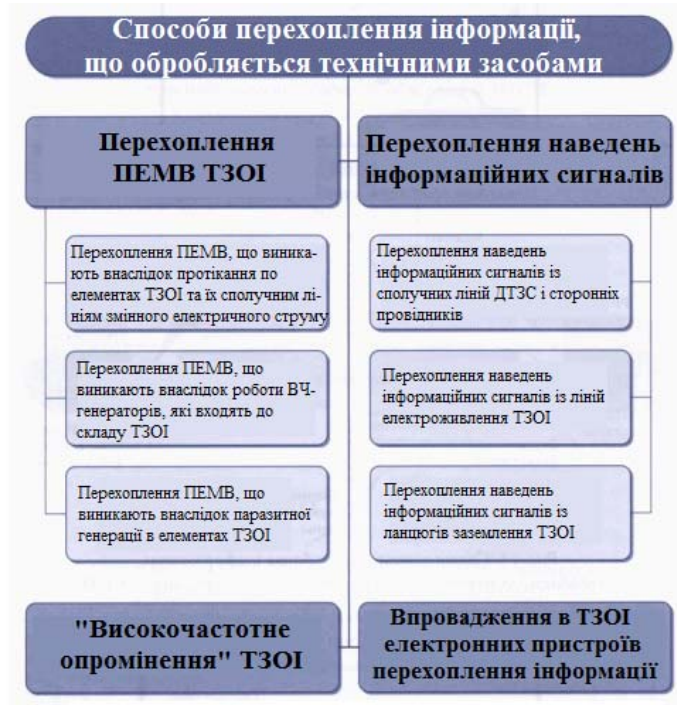 Способи перехоплення інформації,
що обробляється технічними засобами
Перехоплення
ПЕМВ ТЗОІ
Перехоплення ПЕМВ, що виника-
ють внаслідок протікання по
елементах ТЗОІ та їх сполучним лі-
ніям змінного електричного струму
Перехоплення ПЕМВ, що
виникають внаслідок роботи ВЧ-
генераторів, які входять до
складу ТЗОІ
Перехоплення ПЕМВ, що
виникають внаслідок паразитної
генерації в елементах ТЗОІ
Перехоплення наведень
інформаційних сигналів
Перехоплення наведень
інформаційних сигналів із
сполучних ліній ДТЗС і сторонніх
провідників
Перехоплення наведень
інформаційних сигналів із ліній
електроживлення ТЗОІ
Перехоплення наведень
інформаційних сигналів із
ланцюгів заземлення ТЗОІ
"Високочастотне
опромінення" ТЗОІ
Впровадження в ТЗОІ
електронних пристроїв
перехоплення інформації